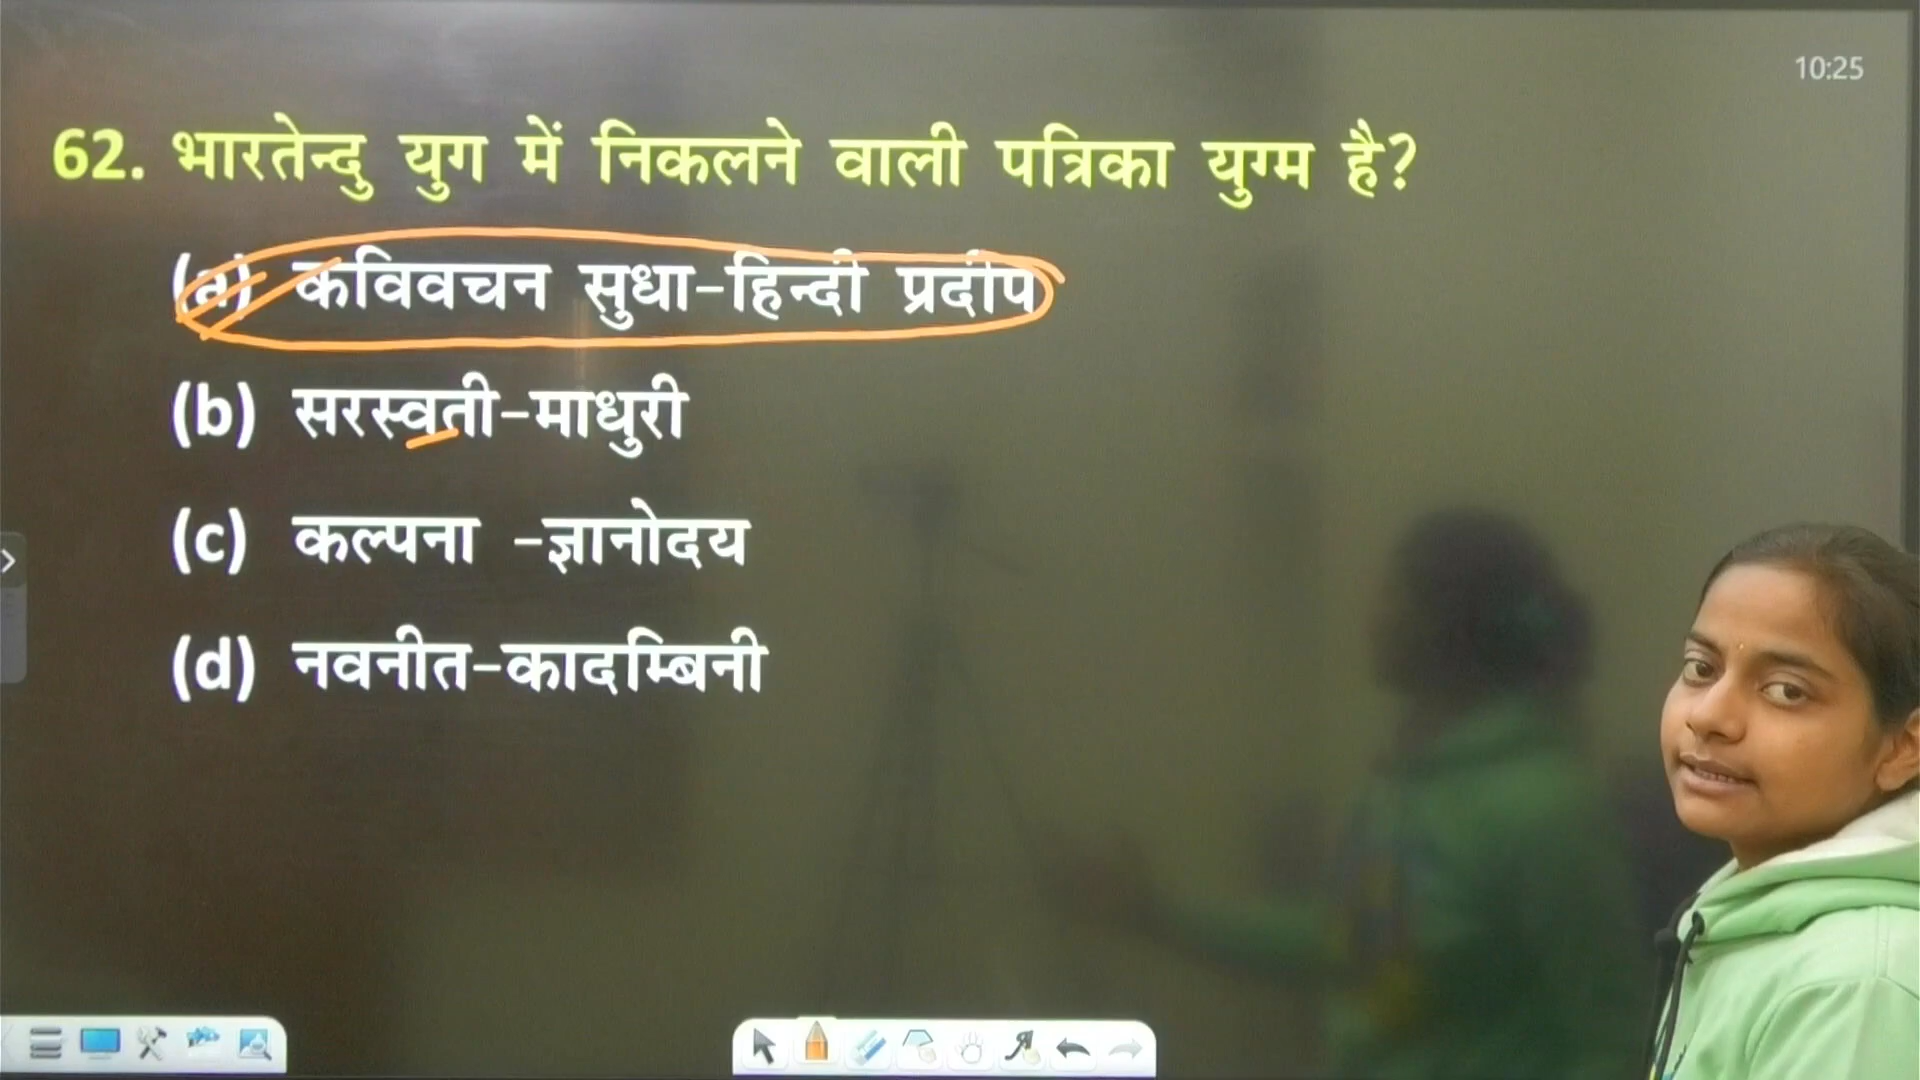 10:25
62. भारतेन्दु युग में निकलने वाली पत्रिका युग्म है?
(a) कविवचन सुधा-हिन्दी प्रदीप
(b) सरस्वती-माधुरी
(c) कल्पना -ज्ञानोदय
(d) नवनीत-कादम्बिनी